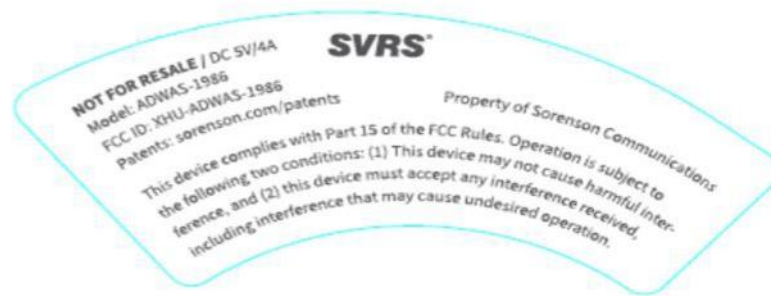 SVRS®
NOT FOR RESALE / DC 5V/4A
Model: ADWAS-1986
FCC ID: XHU-ADWAS-1986
Patents: sorenson.com/patents
Property of Sorenson Communications
This device complies with Part 15 of the FCC Rules. Operation is subject to
the following two conditions: (1) This device may not cause harmful inter-
ference, and (2) this device must accept any interference received,
including interference that may cause undesired operation.